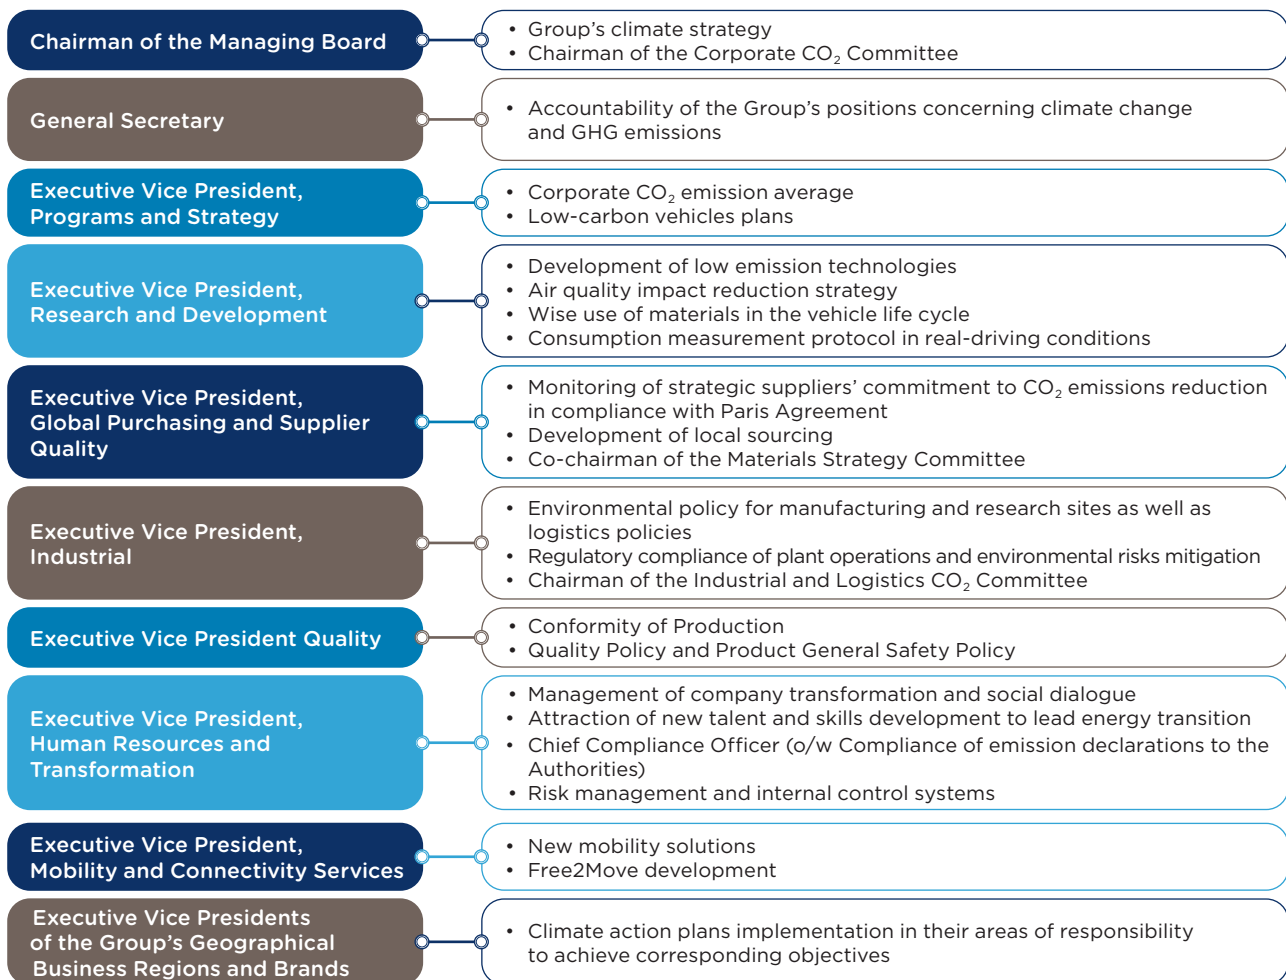 Chairman of the Managing Board
• Group's climate strategy
• Chairman of the Corporate CO₂ Committee
General Secretary
• Accountability of the Group's positions concerning climate change
and GHG emissions
Executive Vice President,
Programs and Strategy
• Corporate CO₂ emission average
• Low-carbon vehicles plans
Executive Vice President,
Research and Development
• Development of low emission technologies
• Air quality impact reduction strategy
• Wise use of materials in the vehicle life cycle
• Consumption measurement protocol in real-driving conditions
Executive Vice President,
Global Purchasing and Supplier
Quality
• Monitoring of strategic suppliers' commitment to CO₂ emissions reduction
in compliance with Paris Agreement
• Development of local sourcing
• Co-chairman of the Materials Strategy Committee
Executive Vice President,
Industrial
• Environmental policy for manufacturing and research sites as well as
logistics policies
• Regulatory compliance of plant operations and environmental risks mitigation
• Chairman of the Industrial and Logistics CO₂ Committee
Executive Vice President Quality
• Conformity of Production
• Quality Policy and Product General Safety Policy
Executive Vice President,
Human Resources and
Transformation
• Management of company transformation and social dialogue
• Attraction of new talent and skills development to lead energy transition
• Chief Compliance Officer (o/w Compliance of emission declarations to the
Authorities)
• Risk management and internal control systems
Executive Vice President,
Mobility and Connectivity Services
• New mobility solutions
• Free2Move development
Executive Vice Presidents
of the Group's Geographical
Business Regions and Brands
• Climate action plans implementation in their areas of responsibility
to achieve corresponding objectives